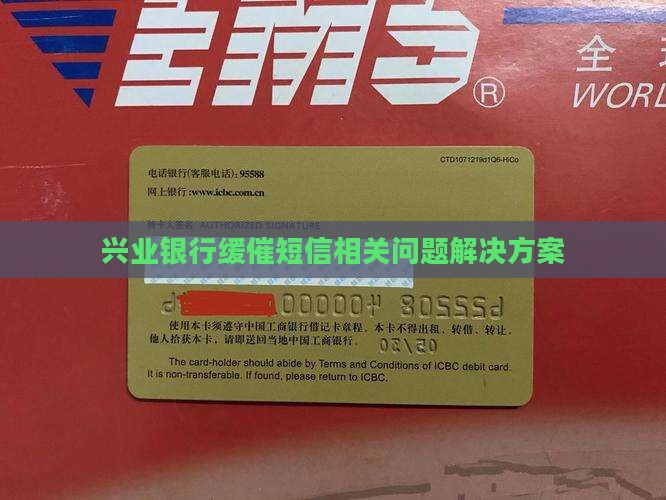 EMS®
全
WORL
CTD1071219d1Q6-HiCo
电话银行(客服电话):95588
网上银行:www.icbc.com.cn
持卡人签名 AUTHORIZED SIGNATURE
兴业银行缓催短信相关问题解决方案
使用本卡须遵守中国工商银行借记卡章程。本卡不得出租、转借、转让。
他人拾获本卡，请即送回当地中国工商银行。
The card-holder should abide by Terms and Conditions of ICBC debit card.
It is non-transferable. If found, please return to ICBC.